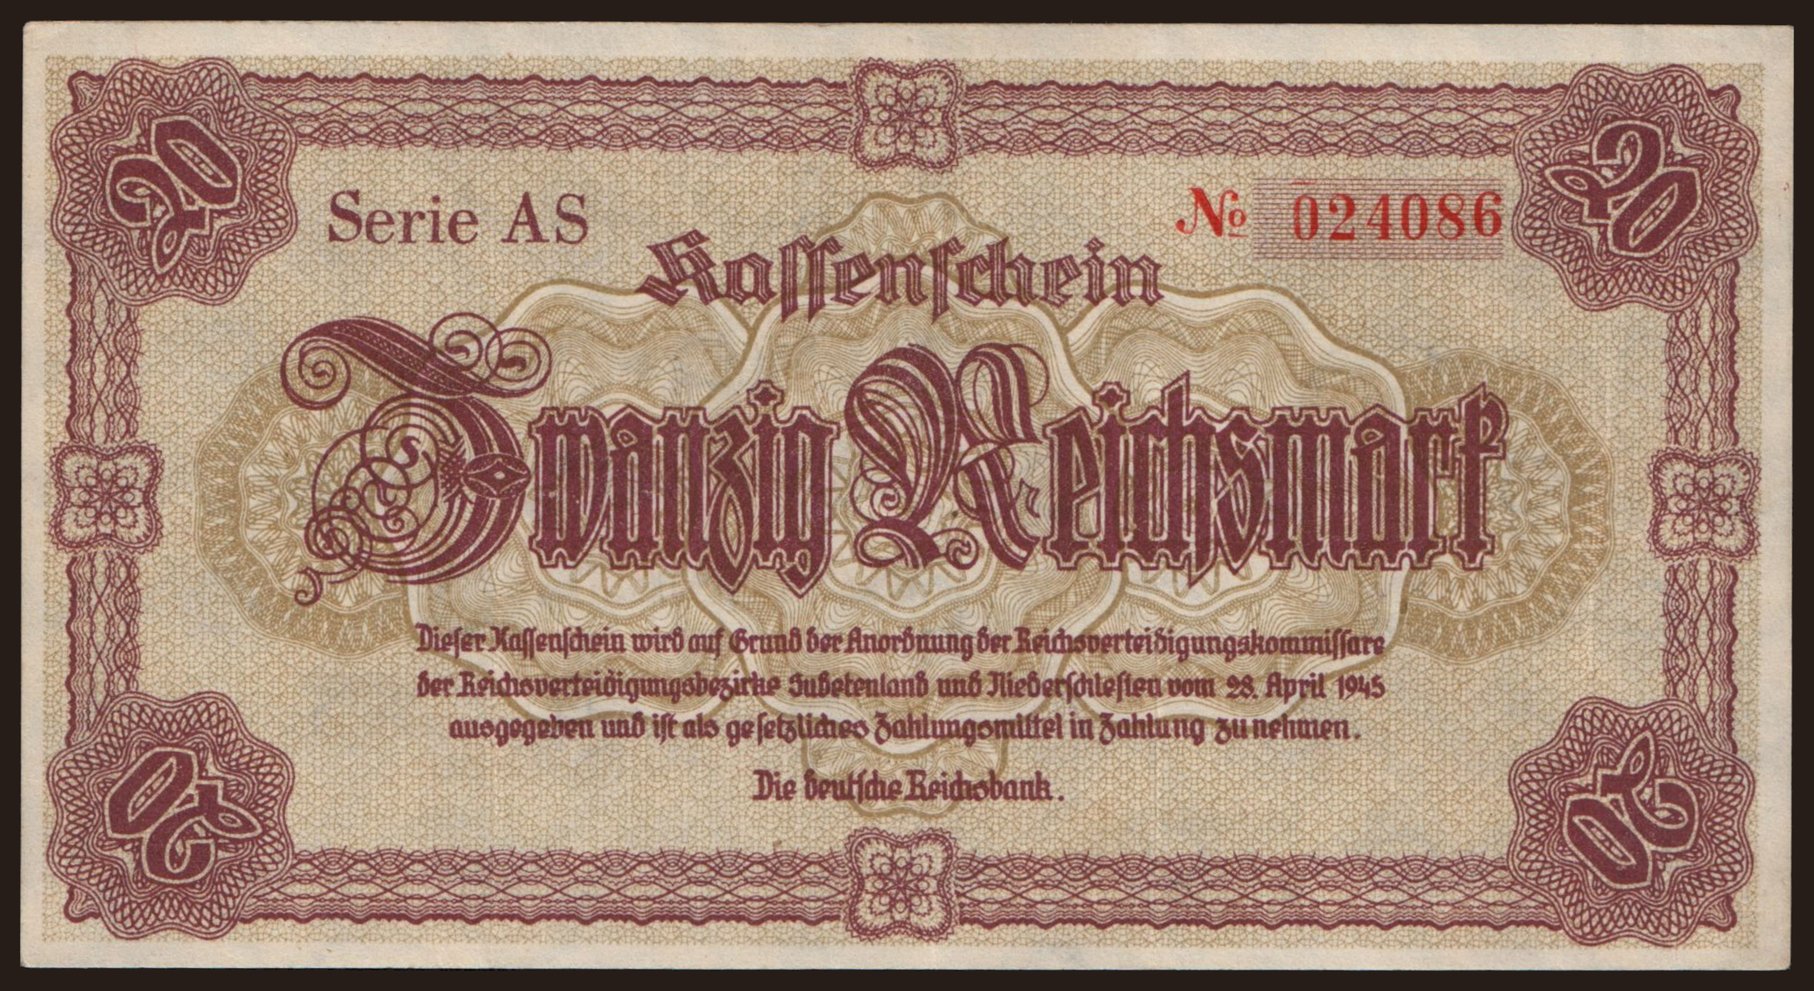 20
20
Serie AS
№ 024086
Kassenschein
Zwanzig Reichsmark
Dieser Kassenschein wird auf Grund der Anordnung der Reichsverteidigungskommissare
der Reichsverteidigungsbezirke Sudetenland und Niederschlesien vom 28. April 1945
ausgegeben und ist als gesetzliches Zahlungsmittel in Zahlung zu nehmen.
Die deutsche Reichsbank.
20
20